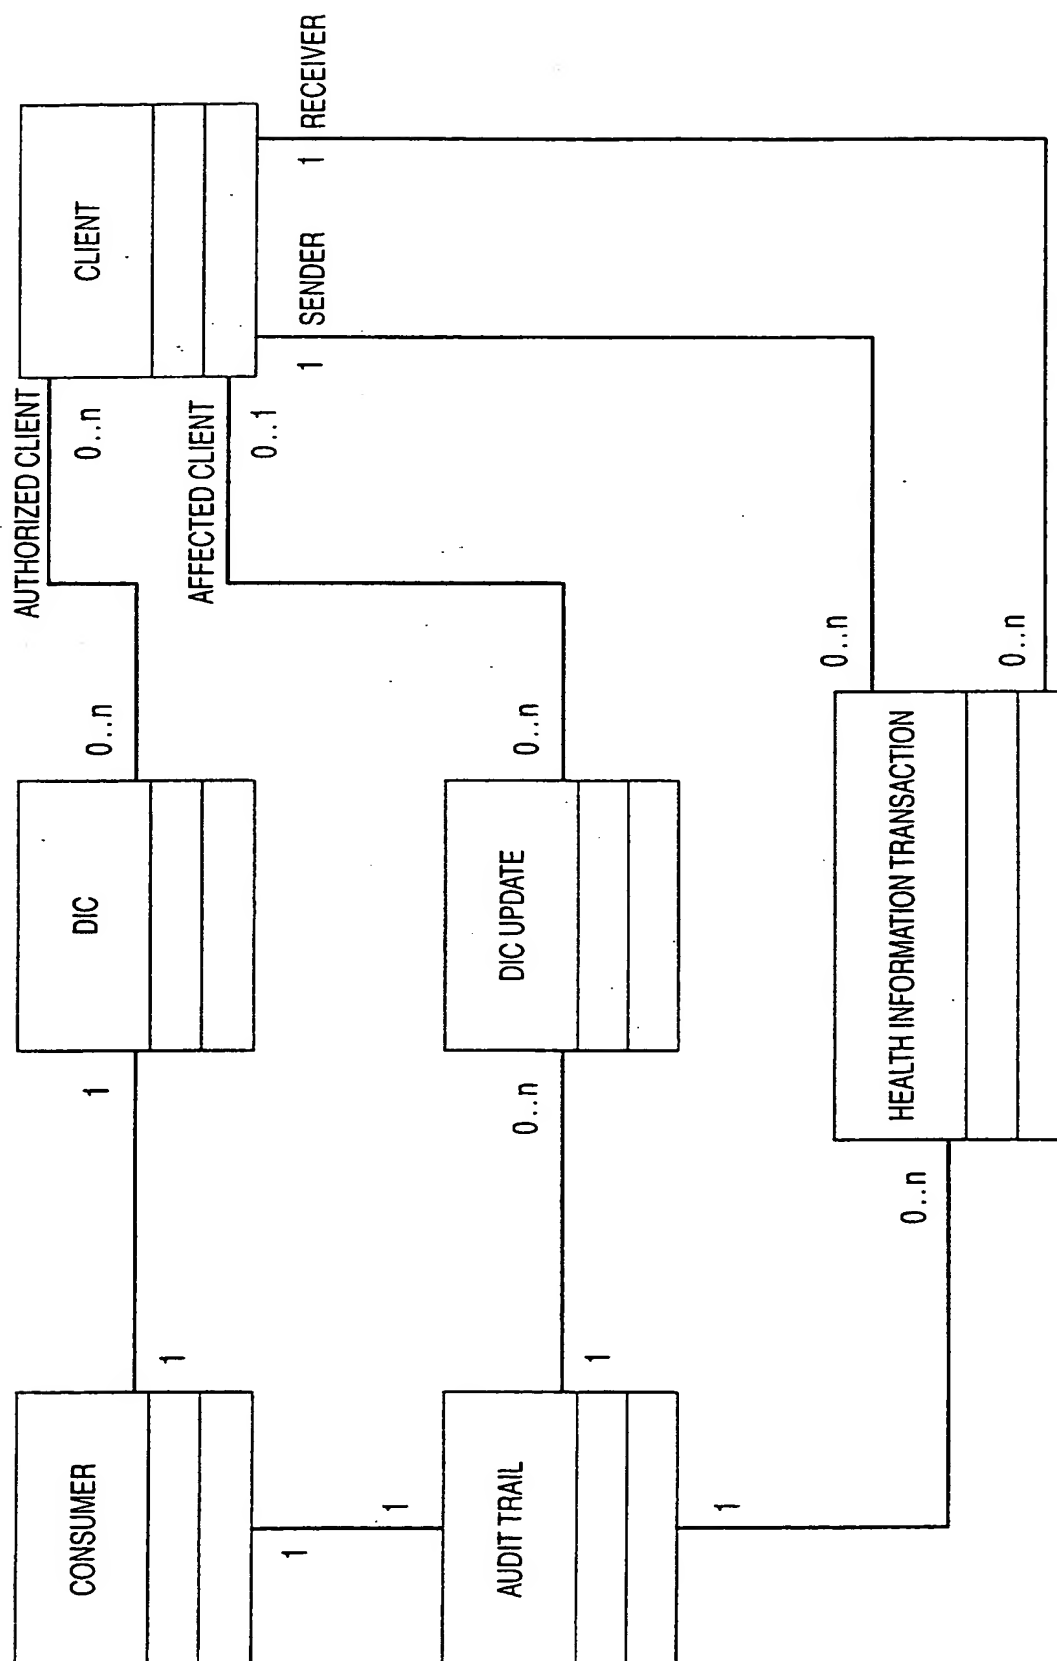 CONSUMER
1
1
DIC
0..n
AUTHORIZED CLIENT
0..n
CLIENT
1
1
AFFECTED CLIENT
0..1
1
SENDER
1
RECEIVER
AUDIT TRAIL
1
0..n
DIC UPDATE
0..n
1
0..n
HEALTH INFORMATION TRANSACTION
0..n
0..n